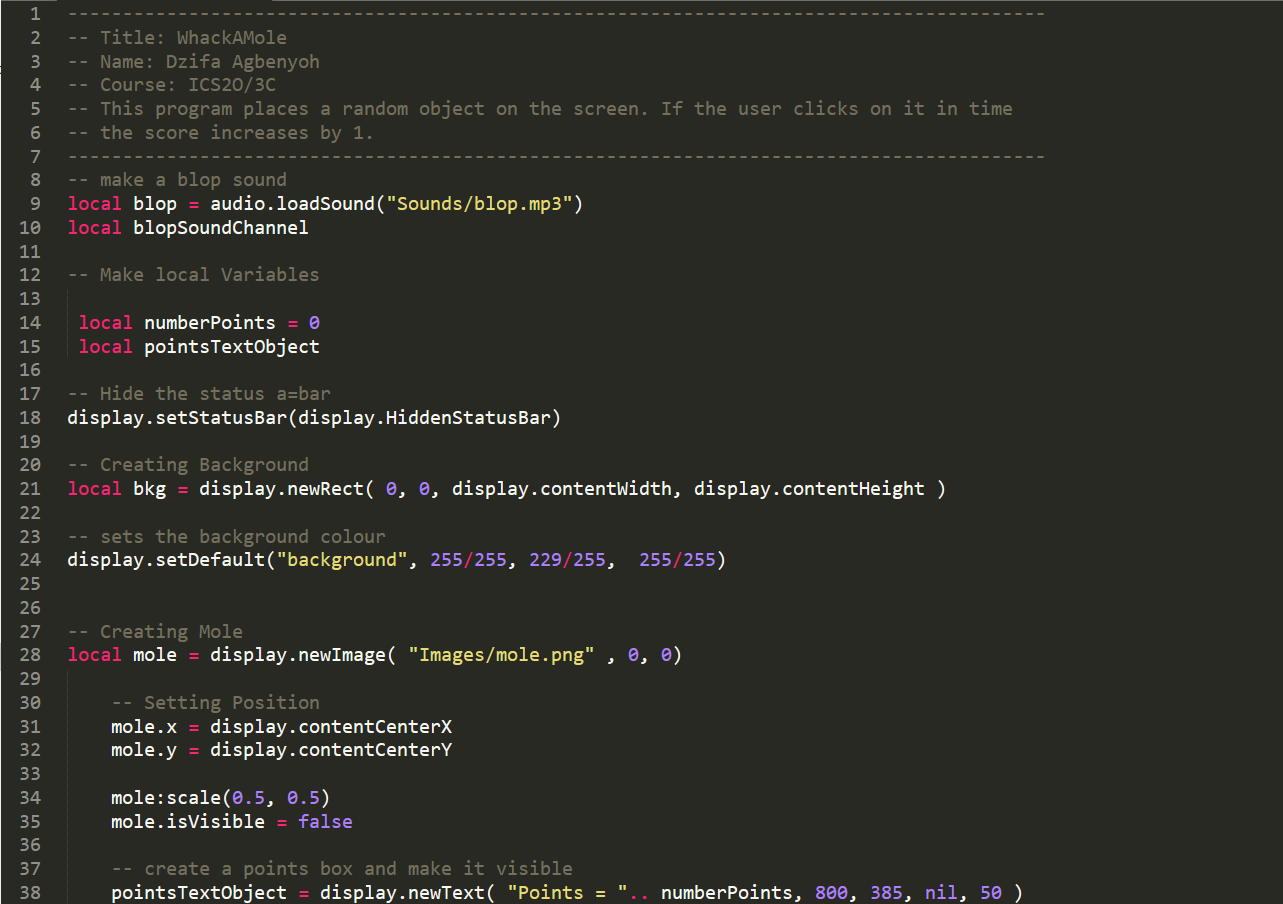 1 -----------------------------------------------------------------------------------------
2 -- Title: WhackAMole
3 -- Name: Dzifa Agbenyoh
4 -- Course: ICS2O/3C
5 -- This program places a random object on the screen. If the user clicks on it in time
6 -- the score increases by 1.
7 -----------------------------------------------------------------------------------------
8 -- make a blop sound
9 local blop = audio.loadSound("Sounds/blop.mp3")
10 local blopSoundChannel
11
12 -- Make local Variables
13
14 local numberPoints = 0
15 local pointsTextObject
16
17 -- Hide the status a=bar
18 display.setStatusBar(display.HiddenStatusBar)
19
20 -- Creating Background
21 local bkg = display.newRect( 0, 0, display.contentWidth, display.contentHeight )
22
23 -- sets the background colour
24 display.setDefault("background", 255/255, 229/255,  255/255)
25
26
27 -- Creating Mole
28 local mole = display.newImage( "Images/mole.png" , 0, 0)
29
30 -- Setting Position
31 mole.x = display.contentCenterX
32 mole.y = display.contentCenterY
33
34 mole:scale(0.5, 0.5)
35 mole.isVisible = false
36
37 -- create a points box and make it visible
38 pointsTextObject = display.newText( "Points = ".. numberPoints, 800, 385, nil, 50 )